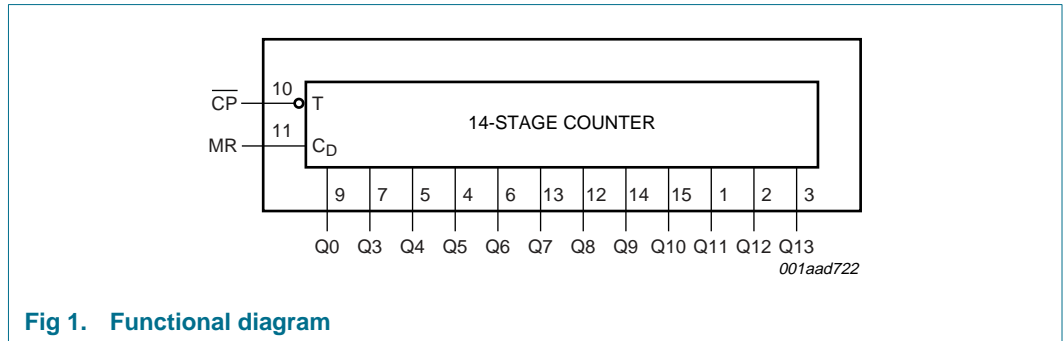 10
CP T
14-STAGE COUNTER
11
MR CD
9 7 5 4 6 13 12 14 15 1 2 3
Q0 Q3 Q4 Q5 Q6 Q7 Q8 Q9 Q10 Q11 Q12 Q13
001aad722
Fig 1. Functional diagram